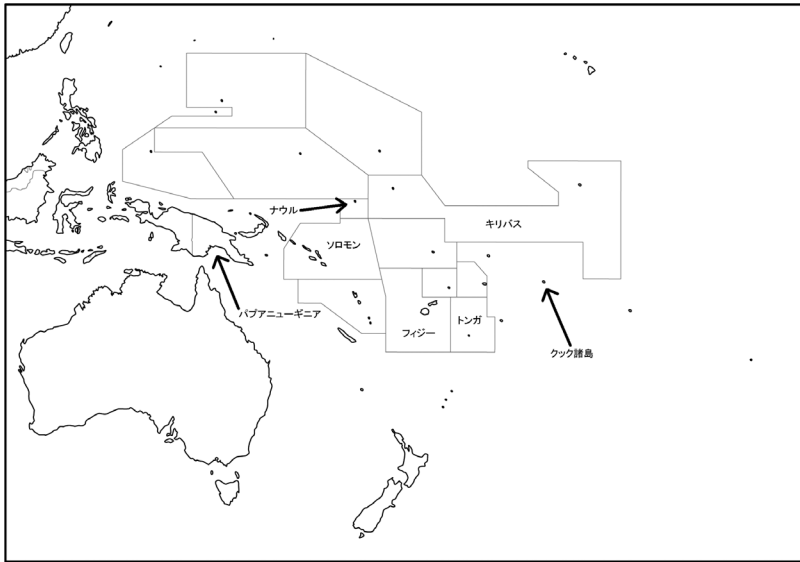 ナウル
キリバス
ソロモン
パプアニューギニア
フィジー
トンガ
クック諸島